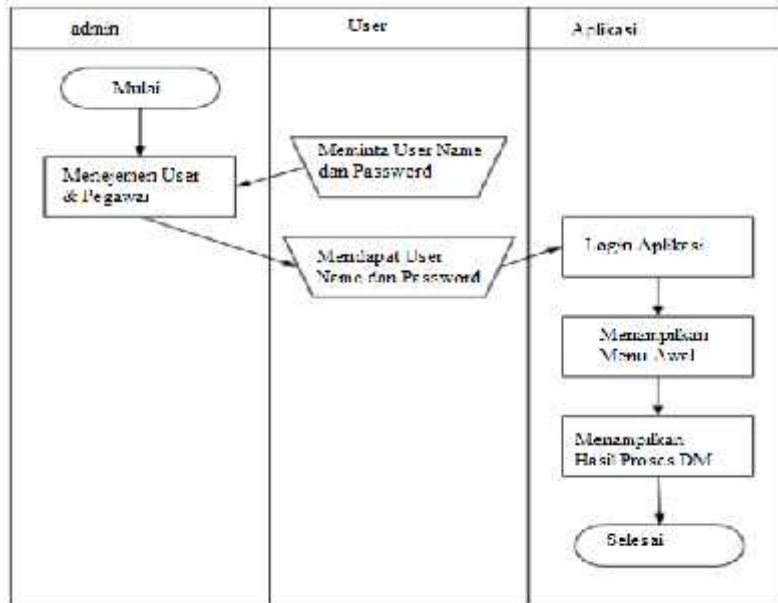 admin
User
Aplikasi
Mulai
Meminta User Name
dan Password
Menejemen User
& Pegawai
Mendapat User
Name dan Password
Login Aplikasi
Menampilkan
Menu Awal
Menampilkan
Hasil Proses DM
Selesai